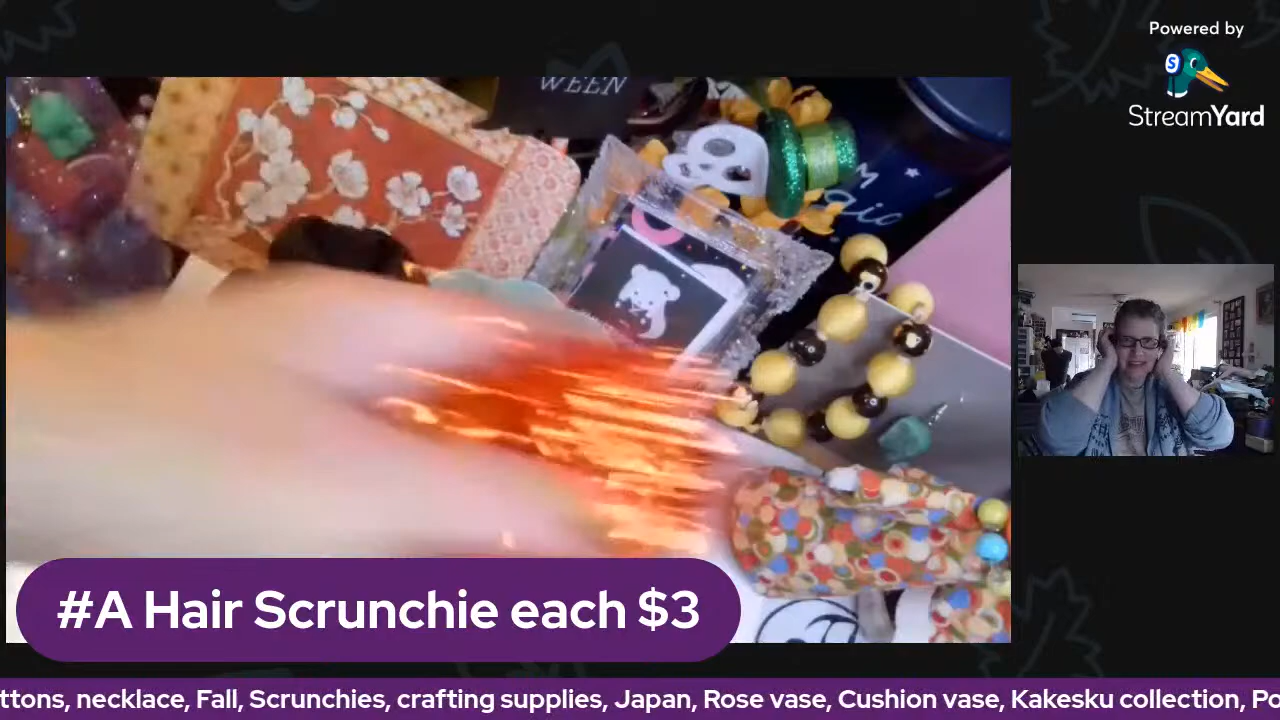 Powered by
StreamYard
WEEN
#A Hair Scrunchie each $3
ttons, necklace, Fall, Scrunchies, crafting supplies, Japan, Rose vase, Cushion vase, Kakesku collection, Po